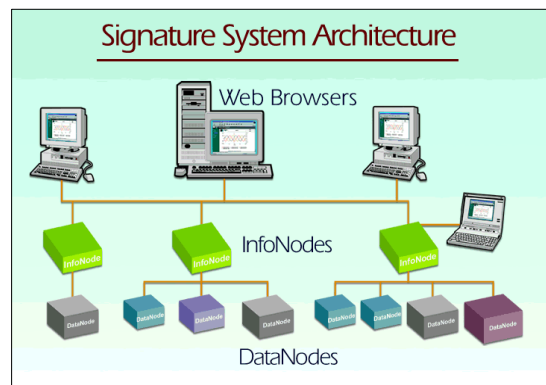 Signature System Architecture
Web Browsers
InfoNodes
InfoNode
InfoNode
InfoNode
DataNode
DataNode
DataNode
DataNode
DataNode
DataNode
DataNode
DataNode
DataNodes